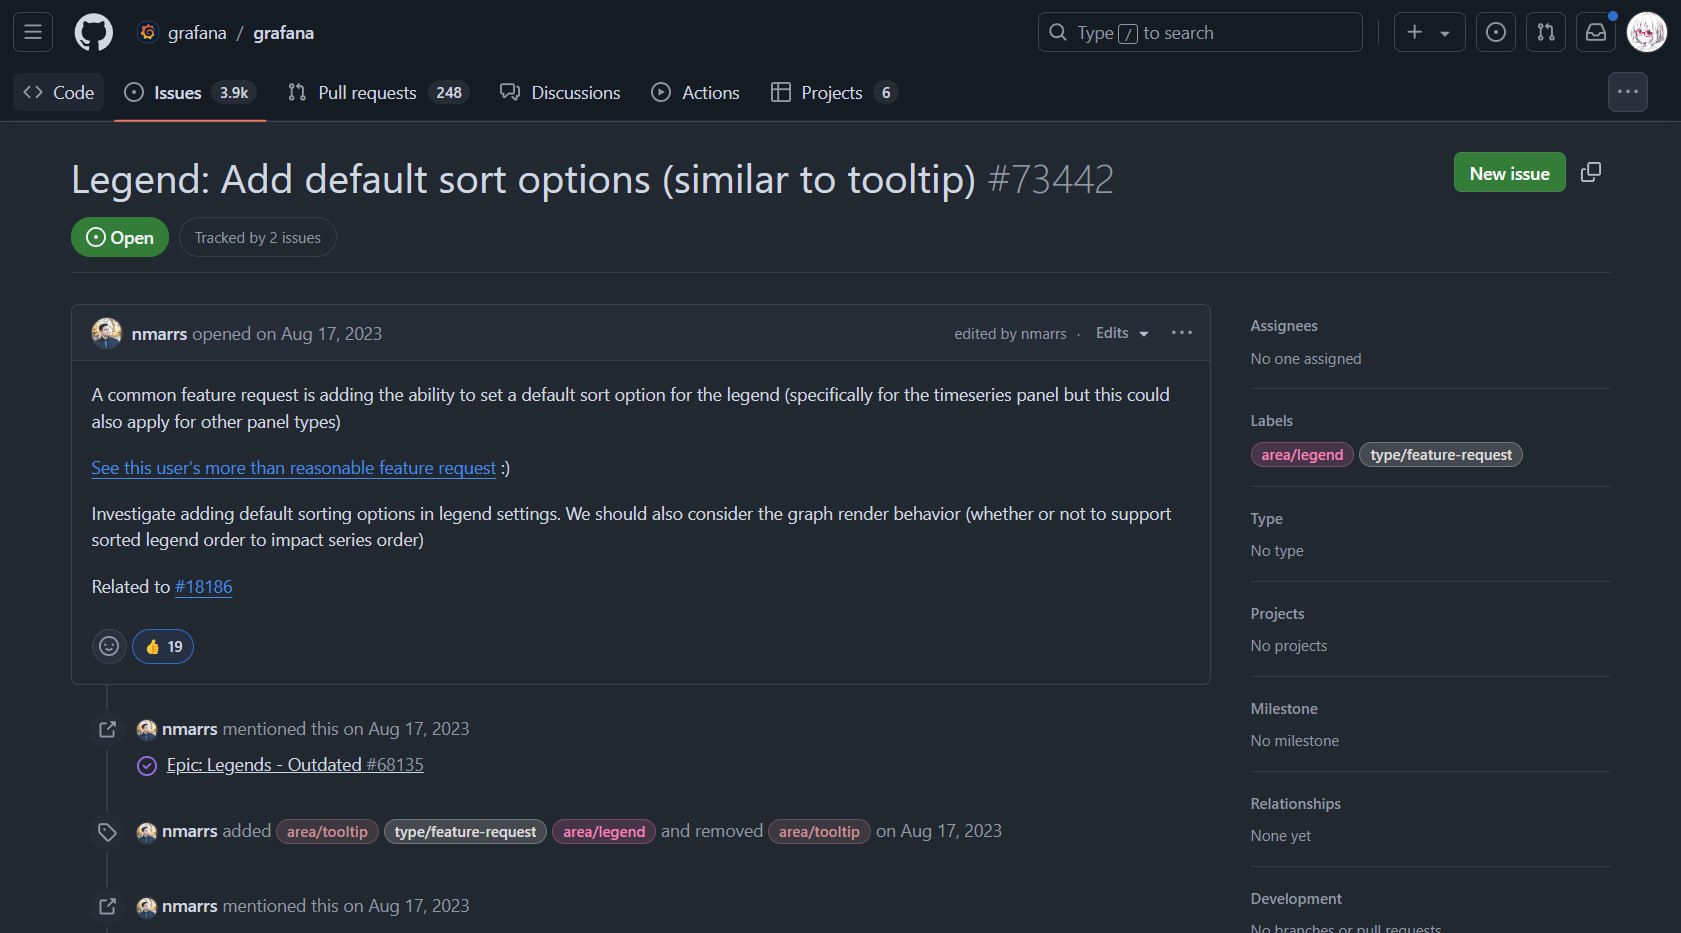 grafana / grafana
Type / to search
Code
Issues 3.9k
Pull requests 248
Discussions
Actions
Projects 6
Legend: Add default sort options (similar to tooltip) #73442
New issue
Open
Tracked by 2 issues
nmarrs opened on Aug 17, 2023
edited by nmarrs · Edits
A common feature request is adding the ability to set a default sort option for the legend (specifically for the timeseries panel but this could
also apply for other panel types)
See this user's more than reasonable feature request :)
Investigate adding default sorting options in legend settings. We should also consider the graph render behavior (whether or not to support
sorted legend order to impact series order)
Related to #18186
👍 19
nmarrs mentioned this on Aug 17, 2023
Epic: Legends - Outdated #68135
nmarrs added area/tooltip type/feature-request area/legend and removed area/tooltip on Aug 17, 2023
nmarrs mentioned this on Aug 17, 2023
Assignees
No one assigned
Labels
area/legend type/feature-request
Type
No type
Projects
No projects
Milestone
No milestone
Relationships
None yet
Development
No branches or pull requests